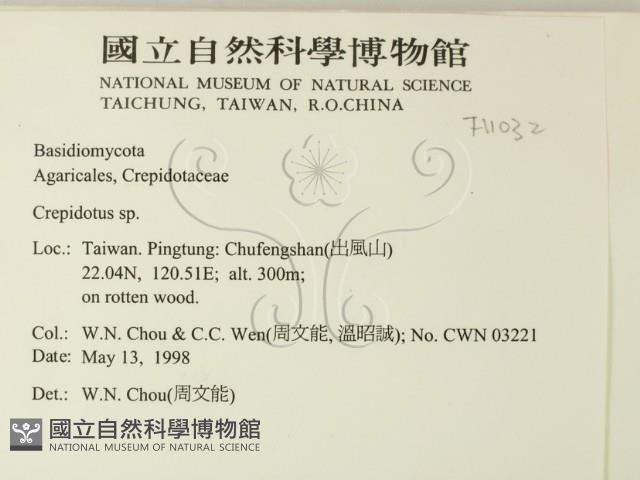 國立自然科學博物館
NATIONAL MUSEUM OF NATURAL SCIENCE
TAICHUNG, TAIWAN, R.O.CHINA
F11032
Basidiomycota
Agaricales, Crepidotaceae
Crepidotus sp.
Loc.: Taiwan. Pingtung: Chufengshan(出風山)
22.04N, 120.51E; alt. 300m;
on rotten wood.
Col.: W.N. Chou & C.C. Wen(周文能, 溫昭誠); No. CWN 03221
Date: May 13, 1998
Det.: W.N. Chou(周文能)
國立自然科學博物館
NATIONAL MUSEUM OF NATURAL SCIENCE